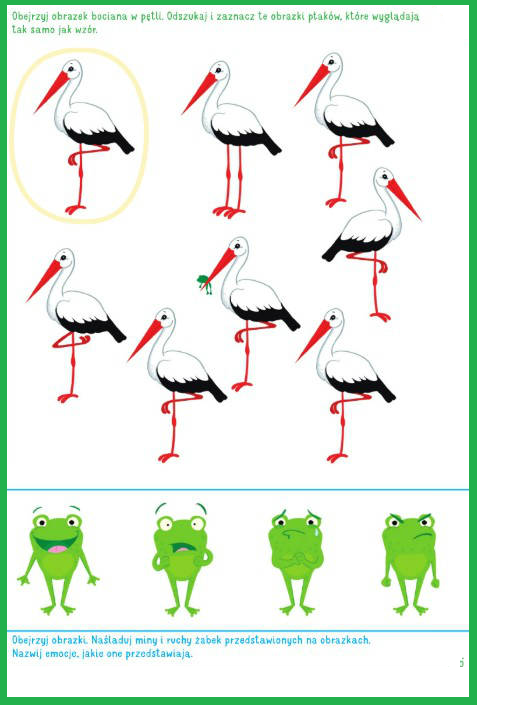 Obejrzyj obrazek bociana w pętli. Odszukaj i zaznacz te obrazki ptaków, które wyglądają
tak samo jak wzór.
Obejrzyj obrazki. Naśladuj miny i ruchy żabek przedstawionych na obrazkach.
Nazwij emocje, jakie one przedstawiają.
5